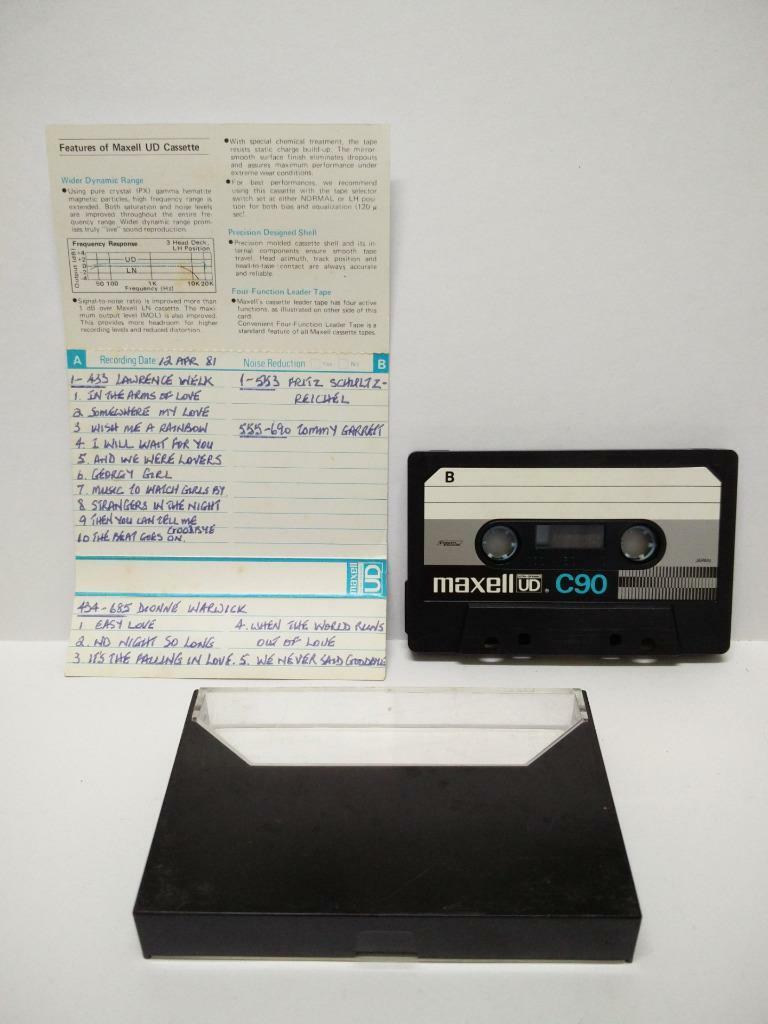 Features of Maxell UD Cassette
Wider Dynamic Range
●Using pure crystal (PX) gamma hematite
magnetic particles, high frequency range is
extended. Both saturation and noise levels
are improved throughout the entire fre-
quency range. Wider dynamic range prom-
ises truly "live" sound reproduction.
Frequency Response
3 Head Deck,
LH Position
Output (dB)
UD
LN
50 100 1K 10K 20K
Frequency (Hz)
●Signal-to-noise ratio is improved more than
1 dB over Maxell LN cassette. The maxi-
mum output level (MOL) is also improved.
This provides more headroom for higher
recording levels and reduced distortion.
●With special chemical treatment, the tape
resists static charge build-up. The mirror-
smooth surface finish eliminates dropouts
and assures maximum performance under
extreme wear conditions.
●For best performances, we recommend
using this cassette with the tape selector
switch set at either NORMAL or LH posi-
tion for both bias and equalization (120 μ
sec).
Precision Designed Shell
●Precision molded cassette shell and its in-
ternal components ensure smooth tape
travel. Head azimuth, track position and
head-to-tape contact are always accurate
and reliable.
Four-Function Leader Tape
●Maxell's cassette leader tape has four active
functions, as illustrated on other side of this
card.
Convenient Four-Function Leader Tape is a
standard feature of all Maxell cassette tapes.
A Recording Date 12 APR 81 Noise Reduction Yes No B
1-433 LAWRENCE WELK
1. IN THE ARMS OF LOVE
2 SOMEWHERE MY LOVE
3 WISH ME A RAINBOW
4. I WILL WAIT FOR YOU
5. AND WE WERE LOVERS
6. GEORGY GIRL
7. MUSIC TO WATCH GIRLS BY
8 STRANGERS IN THE NIGHT
9 THEN YOU CAN TELL ME
GOODBYE
10 THE BEAT GOES ON.
1-553 FRITZ SCHULTZ-
REICHEL
555-690 TOMMY GARRETT
maxell UD
434-685 DIONNE WARWICK
1 EASY LOVE
2. NO NIGHT SO LONG
3 IT'S THE FALLING IN LOVE.
4. WHEN THE WORLD RUNS
OUT OF LOVE
5. WE NEVER SAID GOODBYE
B
JAPAN
maxell UD C90